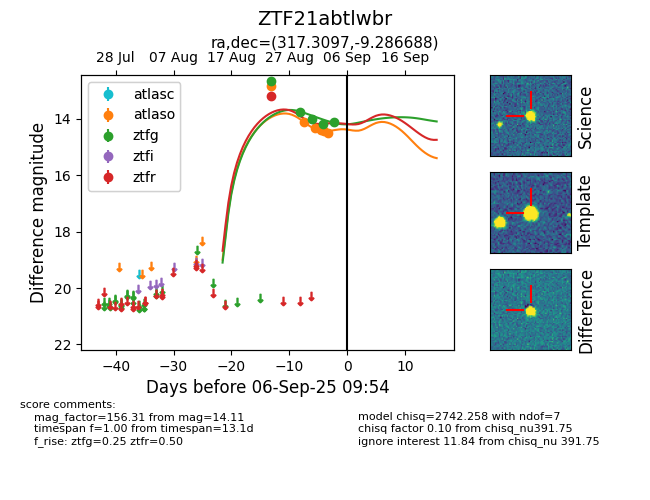 ZTF21abtlwbr
ra,dec=(317.3097,-9.286688)
28 Jul 07 Aug 17 Aug 27 Aug 06 Sep 16 Sep
atlasc
atlaso
ztfg
ztfi
ztfr
14
16
18
20
22
Difference magnitude
−40 −30 −20 −10 0 10
Days before 06-Sep-25 09:54
Science
Template
Difference
score comments:
mag_factor=156.31 from mag=14.11
timespan f=1.00 from timespan=13.1d
f_rise: ztfg=0.25 ztfr=0.50
model chisq=2742.258 with ndof=7
chisq factor 0.10 from chisq_nu391.75
ignore interest 11.84 from chisq_nu 391.75